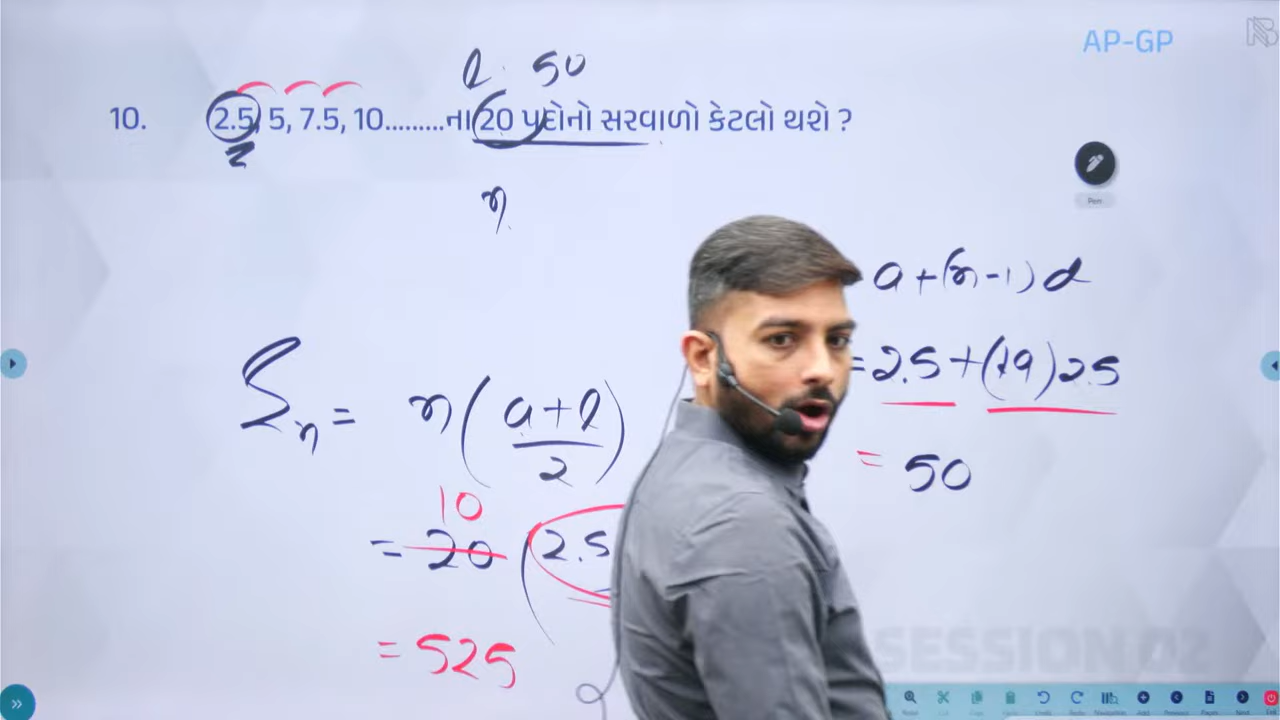 AP-GP
l. 50
10. 2.5, 5, 7.5, 10.........ના 20 પદોનો સરવાળો કેટલો થશે ?
n
Pen
a+(n-1)d
=2.5+(19)2.5
= 50
Sn = n(a+l/2)
10
= 20 (2.5
= 525
SESSION 02